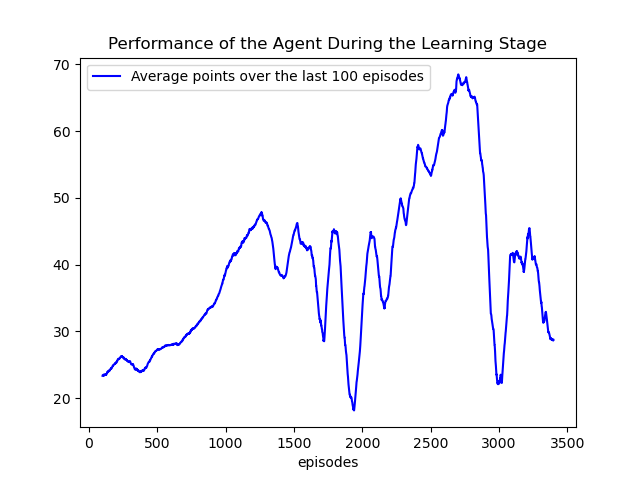 Performance of the Agent During the Learning Stage
Average points over the last 100 episodes
70
60
50
40
30
20
0 500 1000 1500 2000 2500 3000 3500
episodes